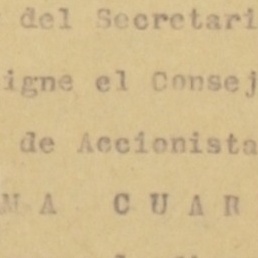 del Secretari
igne el Consej
de Accionista
MA CUAR